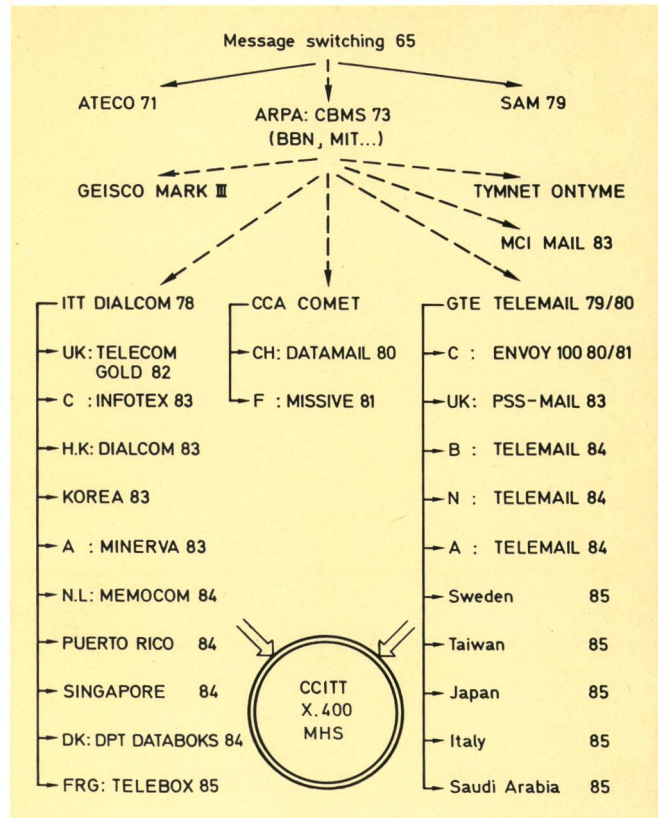 Message switching 65
ATECO 71
SAM 79
ARPA: CBMS 73
(BBN, MIT...)
GEISCO MARK III
TYMNET ONTYME
MCI MAIL 83
ITT DIALCOM 78
UK: TELECOM
GOLD 82
C : INFOTEX 83
H.K: DIALCOM 83
KOREA 83
A : MINERVA 83
N.L: MEMOCOM 84
PUERTO RICO 84
SINGAPORE 84
DK: DPT DATABOKS 84
FRG: TELEBOX 85
CCA COMET
CH: DATAMAIL 80
F : MISSIVE 81
GTE TELEMAIL 79/80
C : ENVOY 100 80/81
UK: PSS-MAIL 83
B : TELEMAIL 84
N : TELEMAIL 84
A : TELEMAIL 84
Sweden 85
Taiwan 85
Japan 85
Italy 85
Saudi Arabia 85
CCITT
X.400
MHS